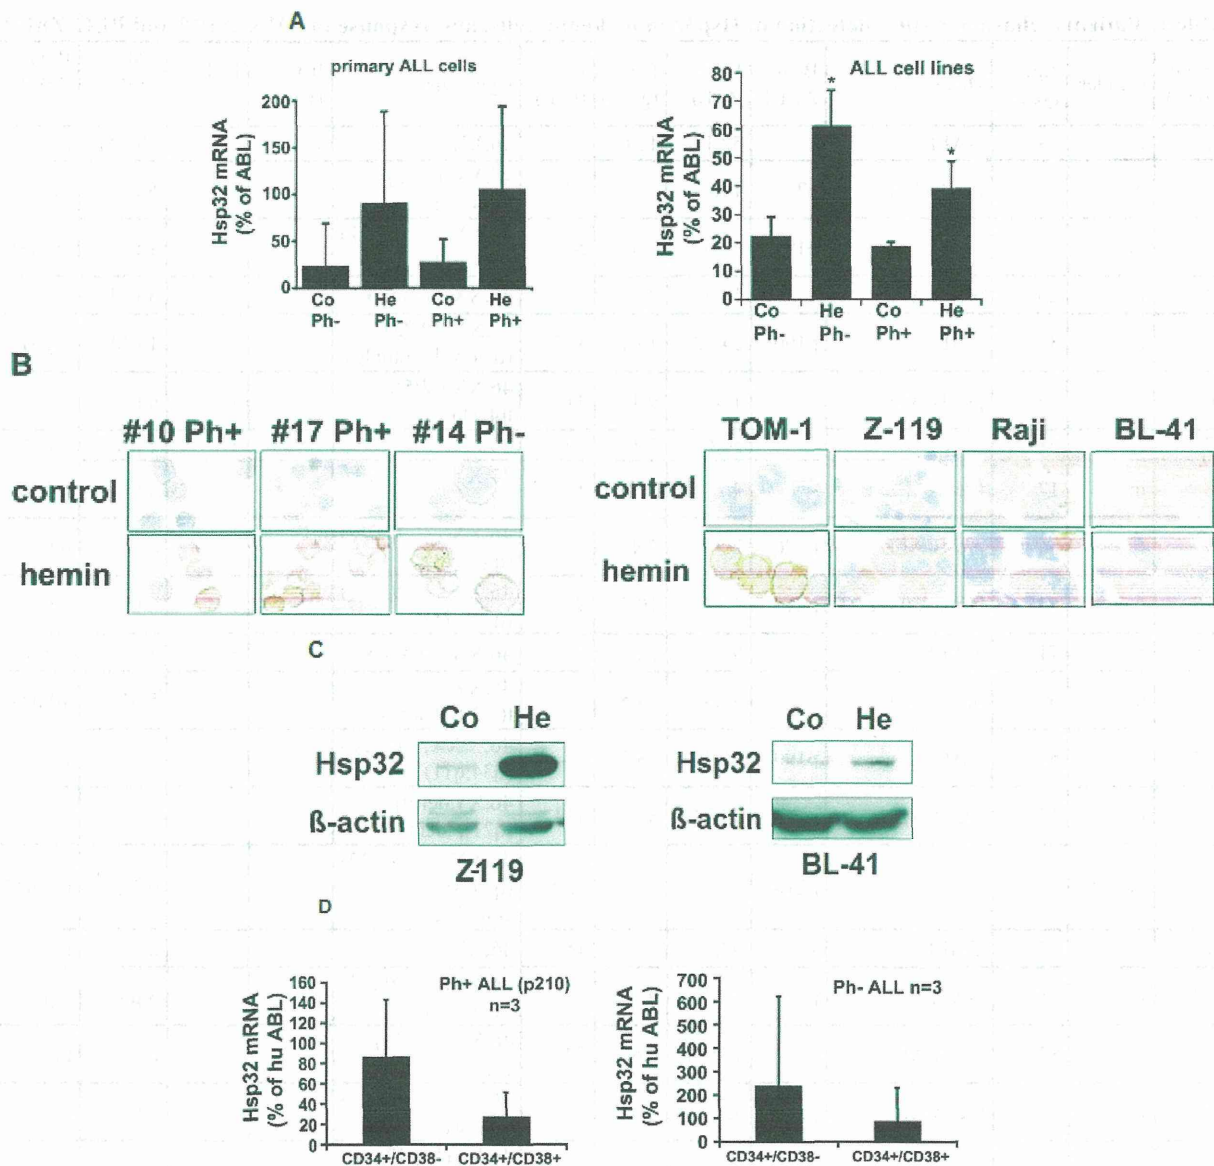 A
primary ALL cells
Hsp32 mRNA
(% of ABL)
200
150
100
50
0
Co He Co He
Ph- Ph- Ph+ Ph+
ALL cell lines
Hsp32 mRNA
(% of ABL)
80
70
60
50
40
30
20
10
0
* *
Co He Co He
Ph- Ph- Ph+ Ph+
B
#10 Ph+ #17 Ph+ #14 Ph-
control
hemin
TOM-1 Z-119 Raji BL-41
control
hemin
C
Co He
Hsp32
ß-actin
Z-119
Co He
Hsp32
ß-actin
BL-41
D
Ph+ ALL (p210)
n=3
Hsp32 mRNA
(% of hu ABL)
160
140
120
100
80
60
40
20
0
CD34+/CD38- CD34+/CD38+
Ph- ALL n=3
Hsp32 mRNA
(% of hu ABL)
700
600
500
400
300
200
100
0
CD34+/CD38- CD34+/CD38+